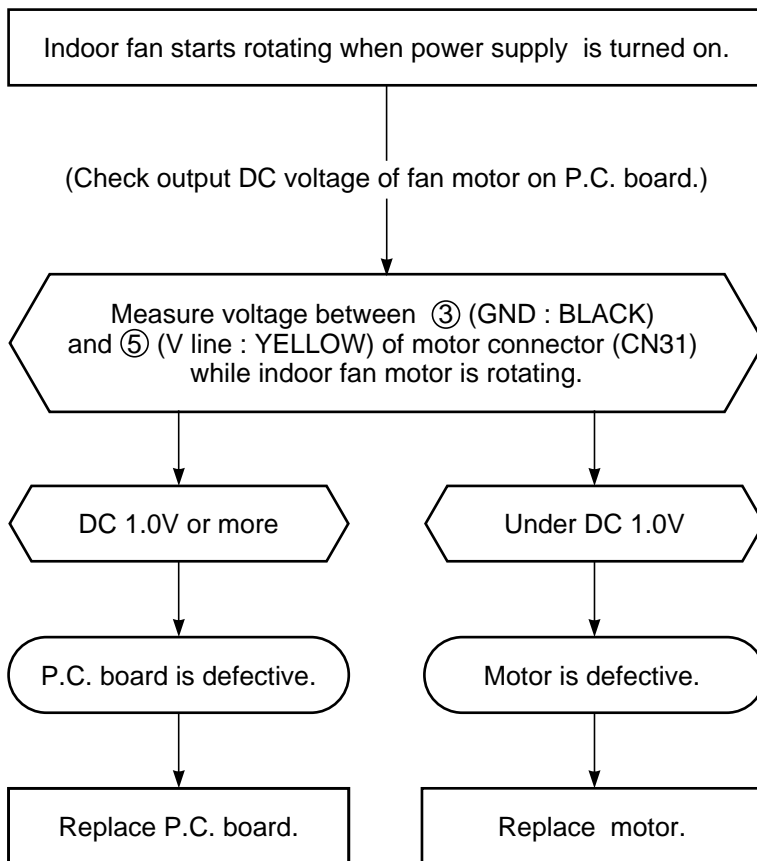 Indoor fan starts rotating when power supply is turned on.
(Check output DC voltage of fan motor on P.C. board.)
Measure voltage between ③ (GND : BLACK)
and ⑤ (V line : YELLOW) of motor connector (CN31)
while indoor fan motor is rotating.
DC 1.0V or more
Under DC 1.0V
P.C. board is defective.
Motor is defective.
Replace P.C. board.
Replace motor.